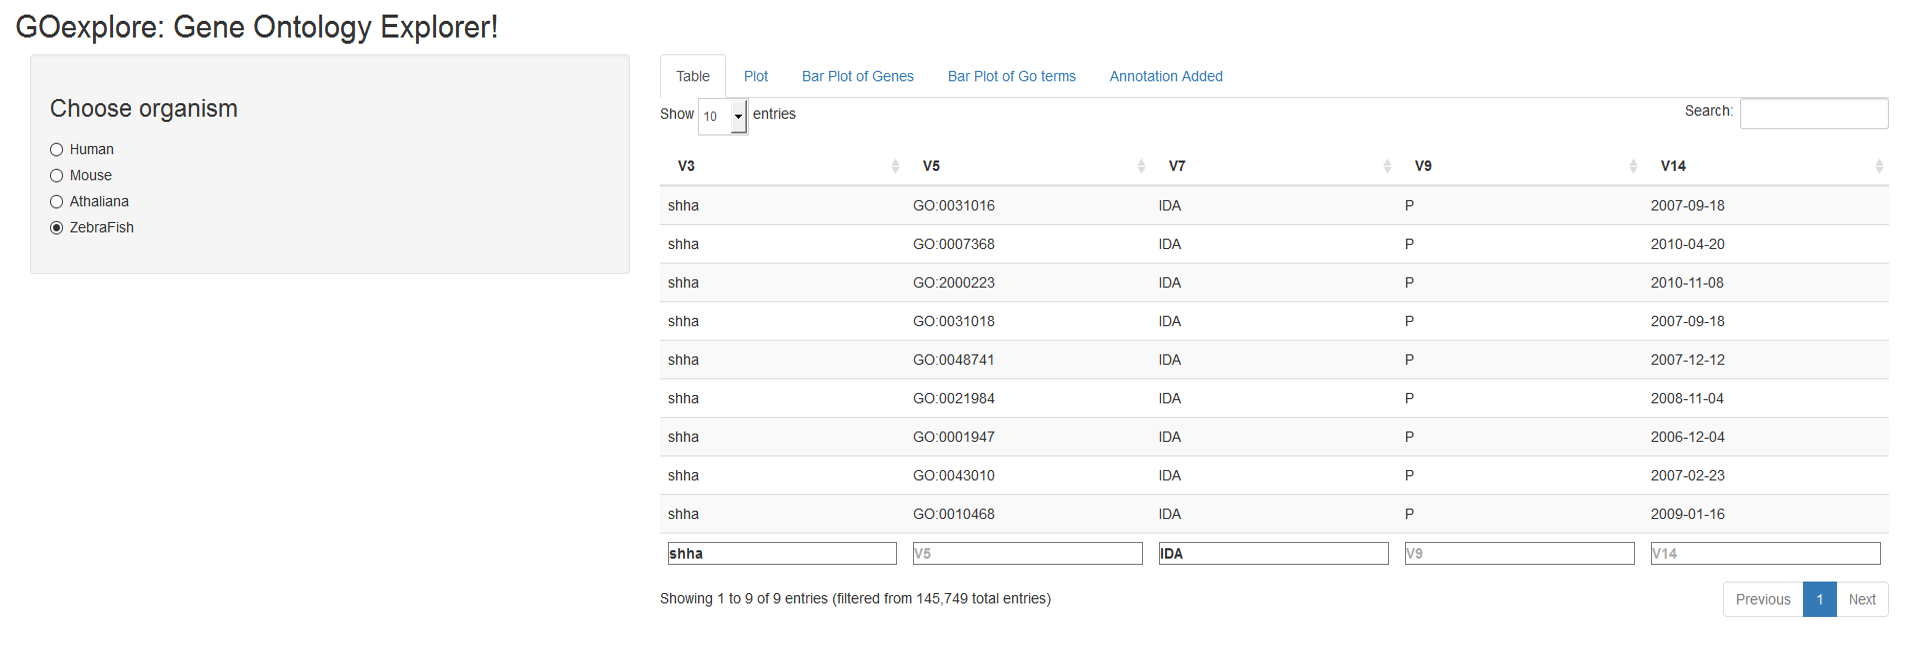 GOexplore: Gene Ontology Explorer!
Choose organism
Human
Mouse
Athaliana
ZebraFish
Table Plot Bar Plot of Genes Bar Plot of Go terms Annotation Added
Show 10 entries Search:
V3 V5 V7 V9 V14
shha GO:0031016 IDA P 2007-09-18
shha GO:0007368 IDA P 2010-04-20
shha GO:2000223 IDA P 2010-11-08
shha GO:0031018 IDA P 2007-09-18
shha GO:0048741 IDA P 2007-12-12
shha GO:0021984 IDA P 2008-11-04
shha GO:0001947 IDA P 2006-12-04
shha GO:0043010 IDA P 2007-02-23
shha GO:0010468 IDA P 2009-01-16
shha V5 IDA V9 V14
Showing 1 to 9 of 9 entries (filtered from 145,749 total entries) Previous 1 Next